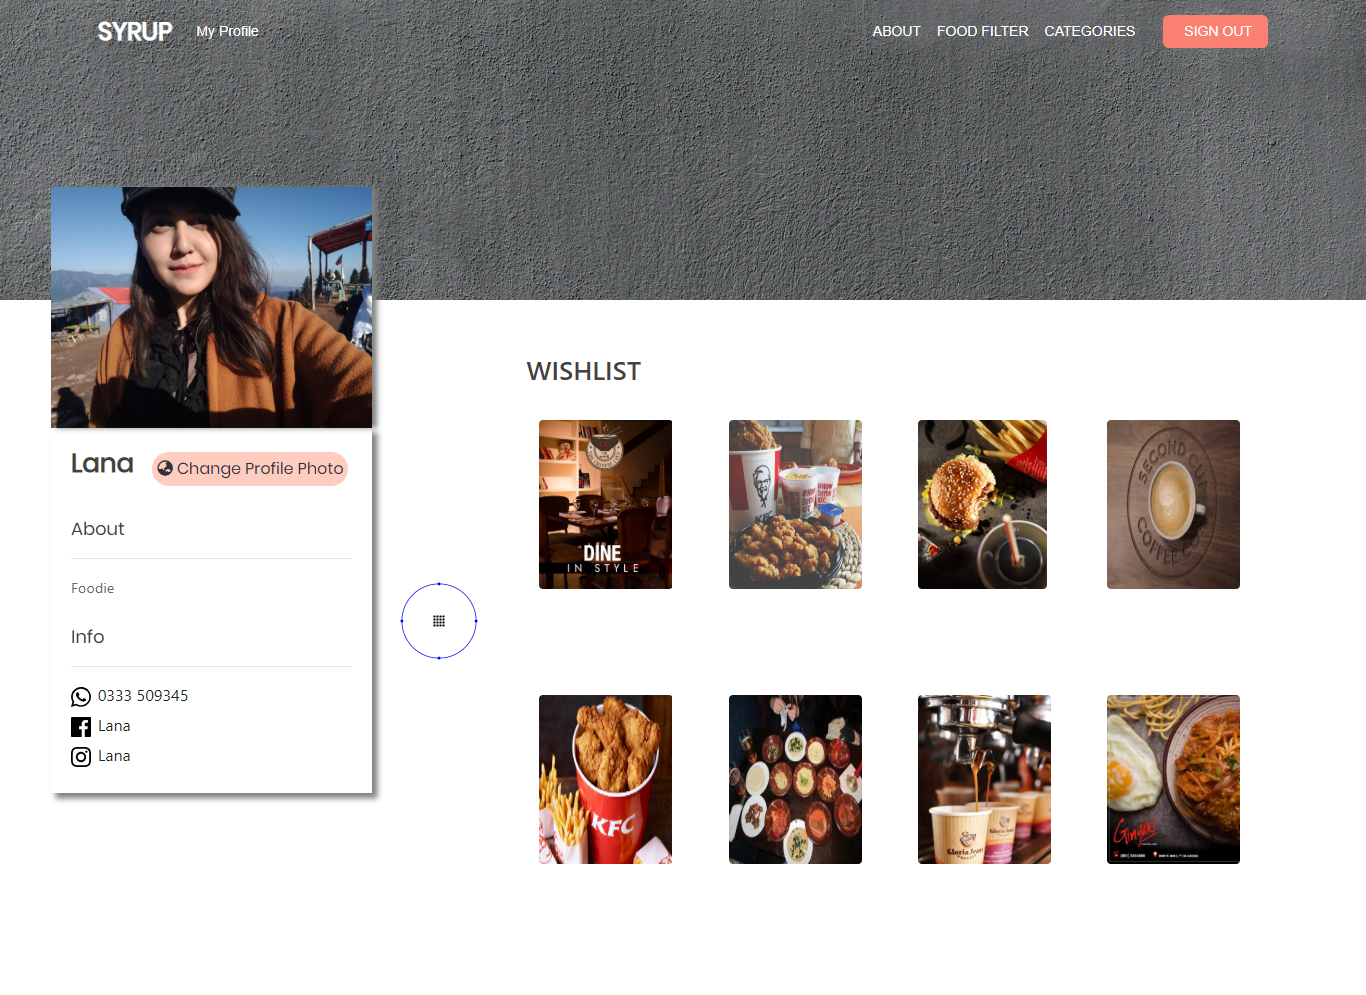 SYRUP My Profile ABOUT FOOD FILTER CATEGORIES SIGN OUT
WISHLIST
Lana Change Profile Photo
About
Foodie
Info
0333 509345
Lana
Lana
DINE
IN STYLE
KFC
SECOND CUP
COFFEE CO
KFC
Gloria Jean's
Ginyaki